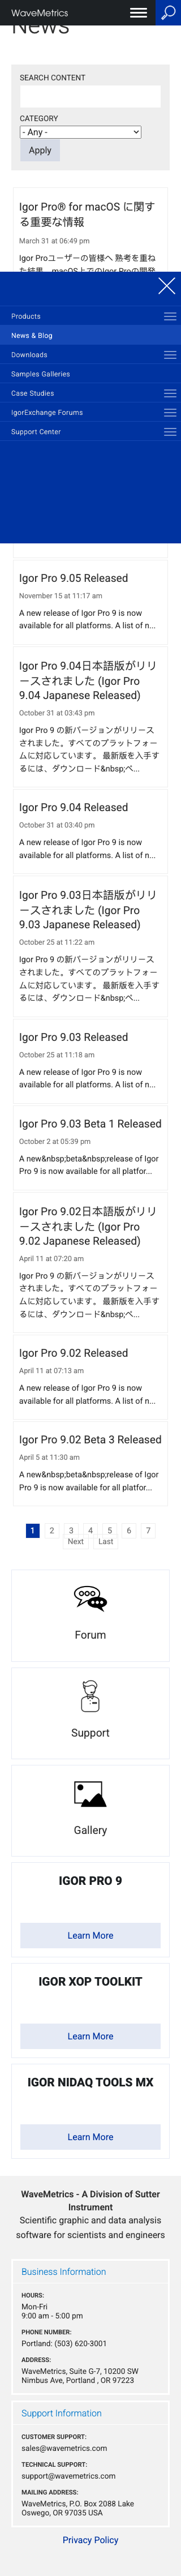 WaveMetrics
News
SEARCH CONTENT
CATEGORY
- Any -
Apply
Igor Pro® for macOS に関す
る重要な情報
March 31 at 06:49 pm
Igor Proユーザーの皆様へ 熟考を重ね
た結果、macOS上でのIgor Proの開発
Products
News & Blog
Downloads
Samples Galleries
Case Studies
IgorExchange Forums
Support Center
Igor Pro 9.05 Released
November 15 at 11:17 am
A new release of Igor Pro 9 is now
available for all platforms. A list of n...
Igor Pro 9.04日本語版がリリ
ースされました (Igor Pro
9.04 Japanese Released)
October 31 at 03:43 pm
Igor Pro 9 の新バージョンがリリース
されました。すべてのプラットフォー
ムに対応しています。 最新版を入手す
るには、ダウンロード&nbsp;ペ...
Igor Pro 9.04 Released
October 31 at 03:40 pm
A new release of Igor Pro 9 is now
available for all platforms. A list of n...
Igor Pro 9.03日本語版がリリ
ースされました (Igor Pro
9.03 Japanese Released)
October 25 at 11:22 am
Igor Pro 9 の新バージョンがリリース
されました。すべてのプラットフォー
ムに対応しています。 最新版を入手す
るには、ダウンロード&nbsp;ペ...
Igor Pro 9.03 Released
October 25 at 11:18 am
A new release of Igor Pro 9 is now
available for all platforms. A list of n...
Igor Pro 9.03 Beta 1 Released
October 2 at 05:39 pm
A new&nbsp;beta&nbsp;release of Igor
Pro 9 is now available for all platfor...
Igor Pro 9.02日本語版がリリ
ースされました (Igor Pro
9.02 Japanese Released)
April 11 at 07:20 am
Igor Pro 9 の新バージョンがリリース
されました。すべてのプラットフォー
ムに対応しています。 最新版を入手す
るには、ダウンロード&nbsp;ペ...
Igor Pro 9.02 Released
April 11 at 07:13 am
A new release of Igor Pro 9 is now
available for all platforms. A list of n...
Igor Pro 9.02 Beta 3 Released
April 5 at 11:30 am
A new&nbsp;beta&nbsp;release of Igor
Pro 9 is now available for all platfor...
1 2 3 4 5 6 7
Next Last
Forum
Support
Gallery
IGOR PRO 9
Learn More
IGOR XOP TOOLKIT
Learn More
IGOR NIDAQ TOOLS MX
Learn More
WaveMetrics - A Division of Sutter
Instrument
Scientific graphic and data analysis
software for scientists and engineers
Business Information
HOURS:
Mon-Fri
9:00 am - 5:00 pm
PHONE NUMBER:
Portland: (503) 620-3001
ADDRESS:
WaveMetrics, Suite G-7, 10200 SW
Nimbus Ave, Portland , OR 97223
Support Information
CUSTOMER SUPPORT:
sales@wavemetrics.com
TECHNICAL SUPPORT:
support@wavemetrics.com
MAILING ADDRESS:
WaveMetrics, P.O. Box 2088 Lake
Oswego, OR 97035 USA
Privacy Policy